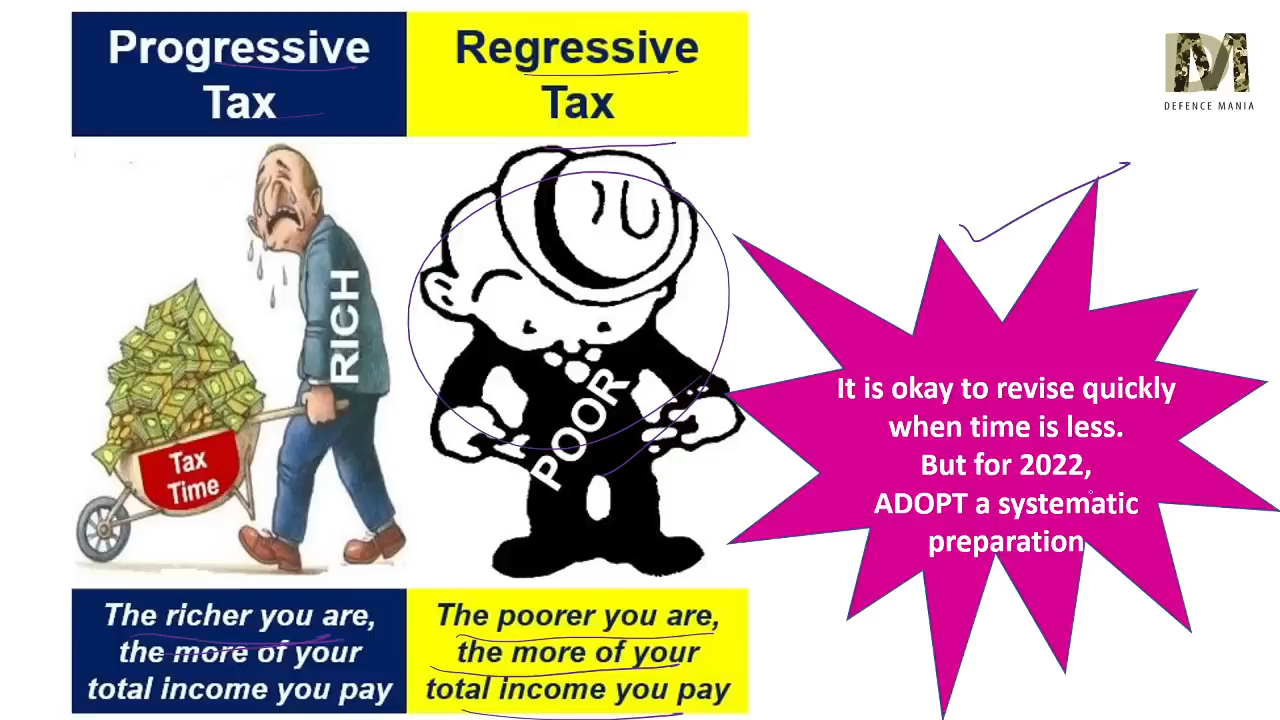 Progressive
Tax
Regressive
Tax
DM
DEFENCE MANIA
RICH
Tax
Time
POOR
It is okay to revise quickly
when time is less.
But for 2022,
ADOPT a systematic
preparation
The richer you are,
the more of your
total income you pay
The poorer you are,
the more of your
total income you pay